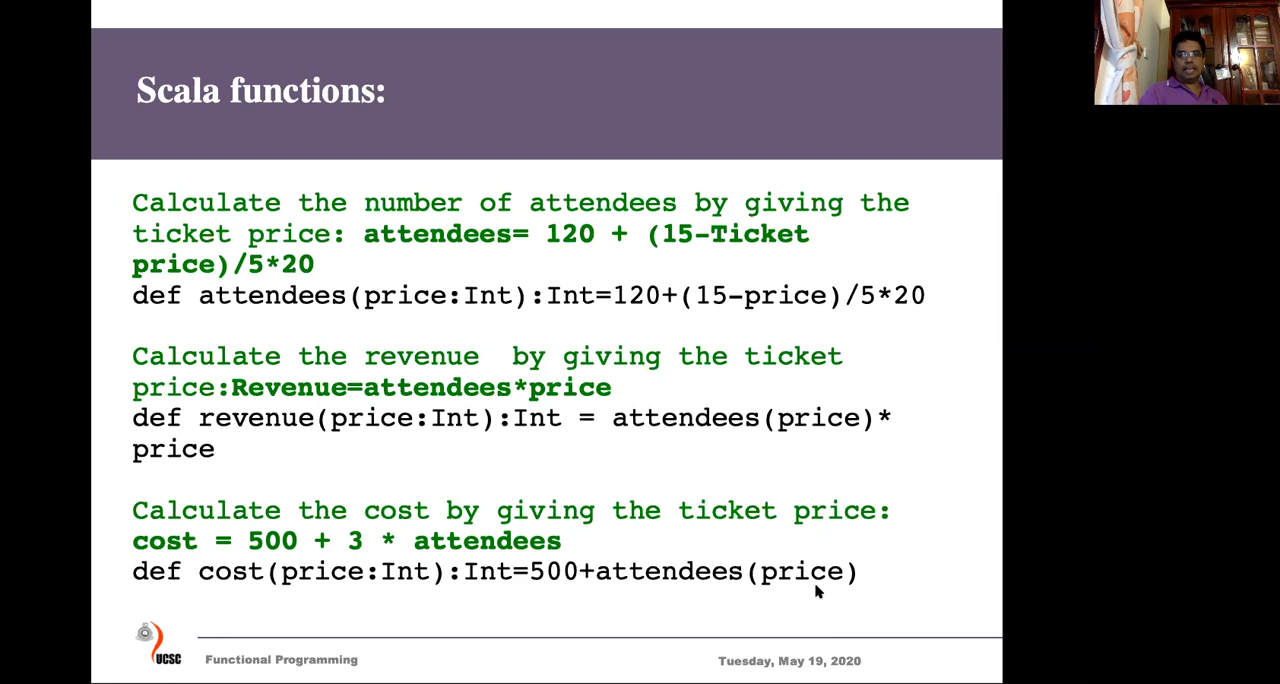 Scala functions:
Calculate the number of attendees by giving the
ticket price: attendees= 120 + (15-Ticket
price)/5*20
def attendees(price:Int):Int=120+(15-price)/5*20
Calculate the revenue  by giving the ticket
price:Revenue=attendees*price
def revenue(price:Int):Int = attendees(price)*
price
Calculate the cost by giving the ticket price:
cost = 500 + 3 * attendees
def cost(price:Int):Int=500+attendees(price)
UCSC
Functional Programming
Tuesday, May 19, 2020